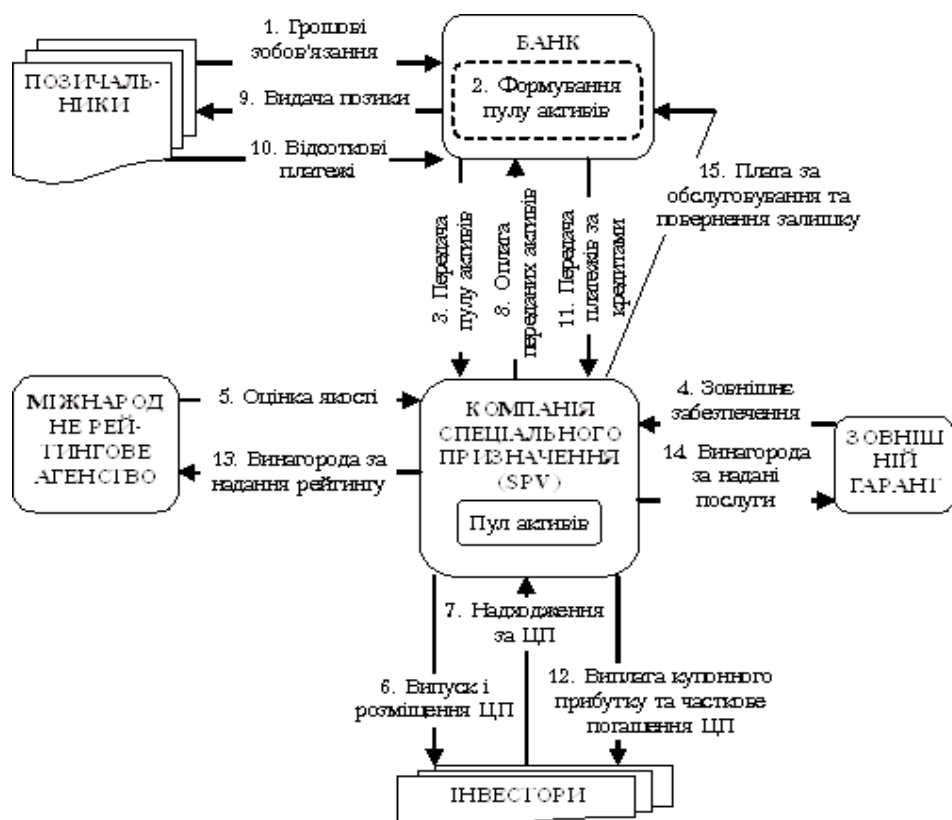 1. Грошові
зобов'язання
БАНК
ПОЗИЧАЛЬ-
НИКИ
2. Формування
пулу активів
9. Видача позики
10. Відсоткові
платежі
15. Плата за
обслуговування та
повернення залишку
3. Передача
пулу активів
8. Оплата
переданих активів
11. Передача
платежів за
кредитами
МІЖНАРОД
НЕ РЕЙ-
ТИНГОВЕ
АГЕНСТВО
5. Оцінка якості
13. Винагорода за
надання рейтингу
КОМПАНІЯ
СПЕЦІАЛЬНОГО
ПРИЗНАЧЕННЯ
(SPV)
Пул активів
4. Зовнішнє
забезпечення
14. Винагорода
за надані
послуги
ЗОВНІШ
НІЙ
ГАРАНТ
7. Надходження
за ЦП
6. Випуск і
розміщення ЦП
12. Виплата купонного
прибутку та часткове
погашення ЦП
ІНВЕСТОРИ